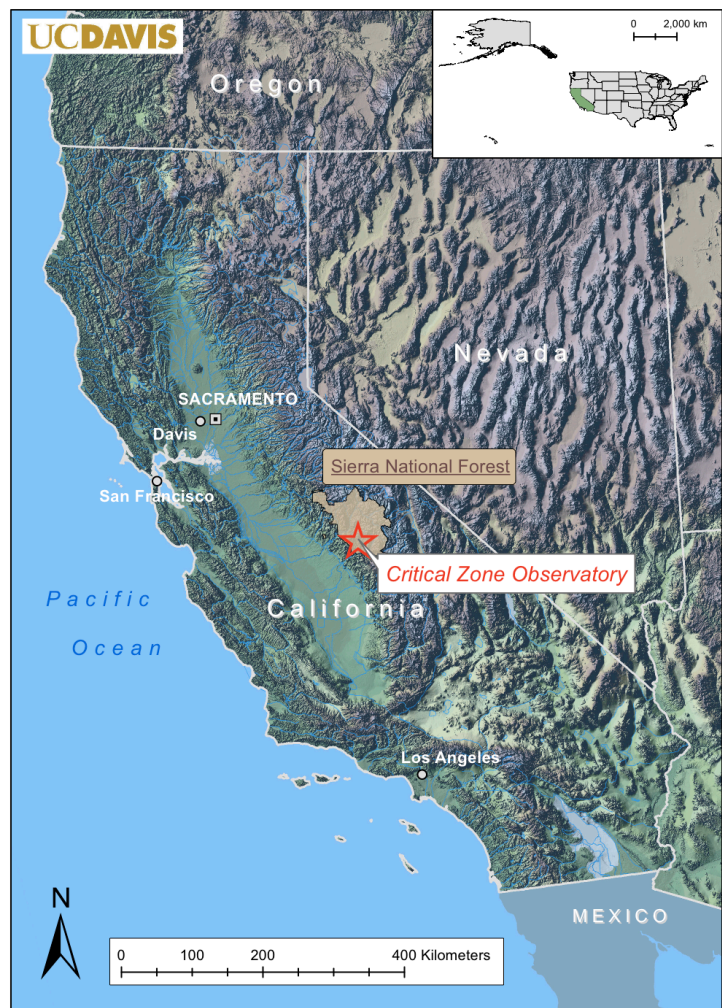 UCDAVIS
0 2,000 km
Oregon
Nevada
SACRAMENTO
Davis
Sierra National Forest
San Francisco
Critical Zone Observatory
California
Pacific
Ocean
Los Angeles
N
MEXICO
0 100 200 400 Kilometers